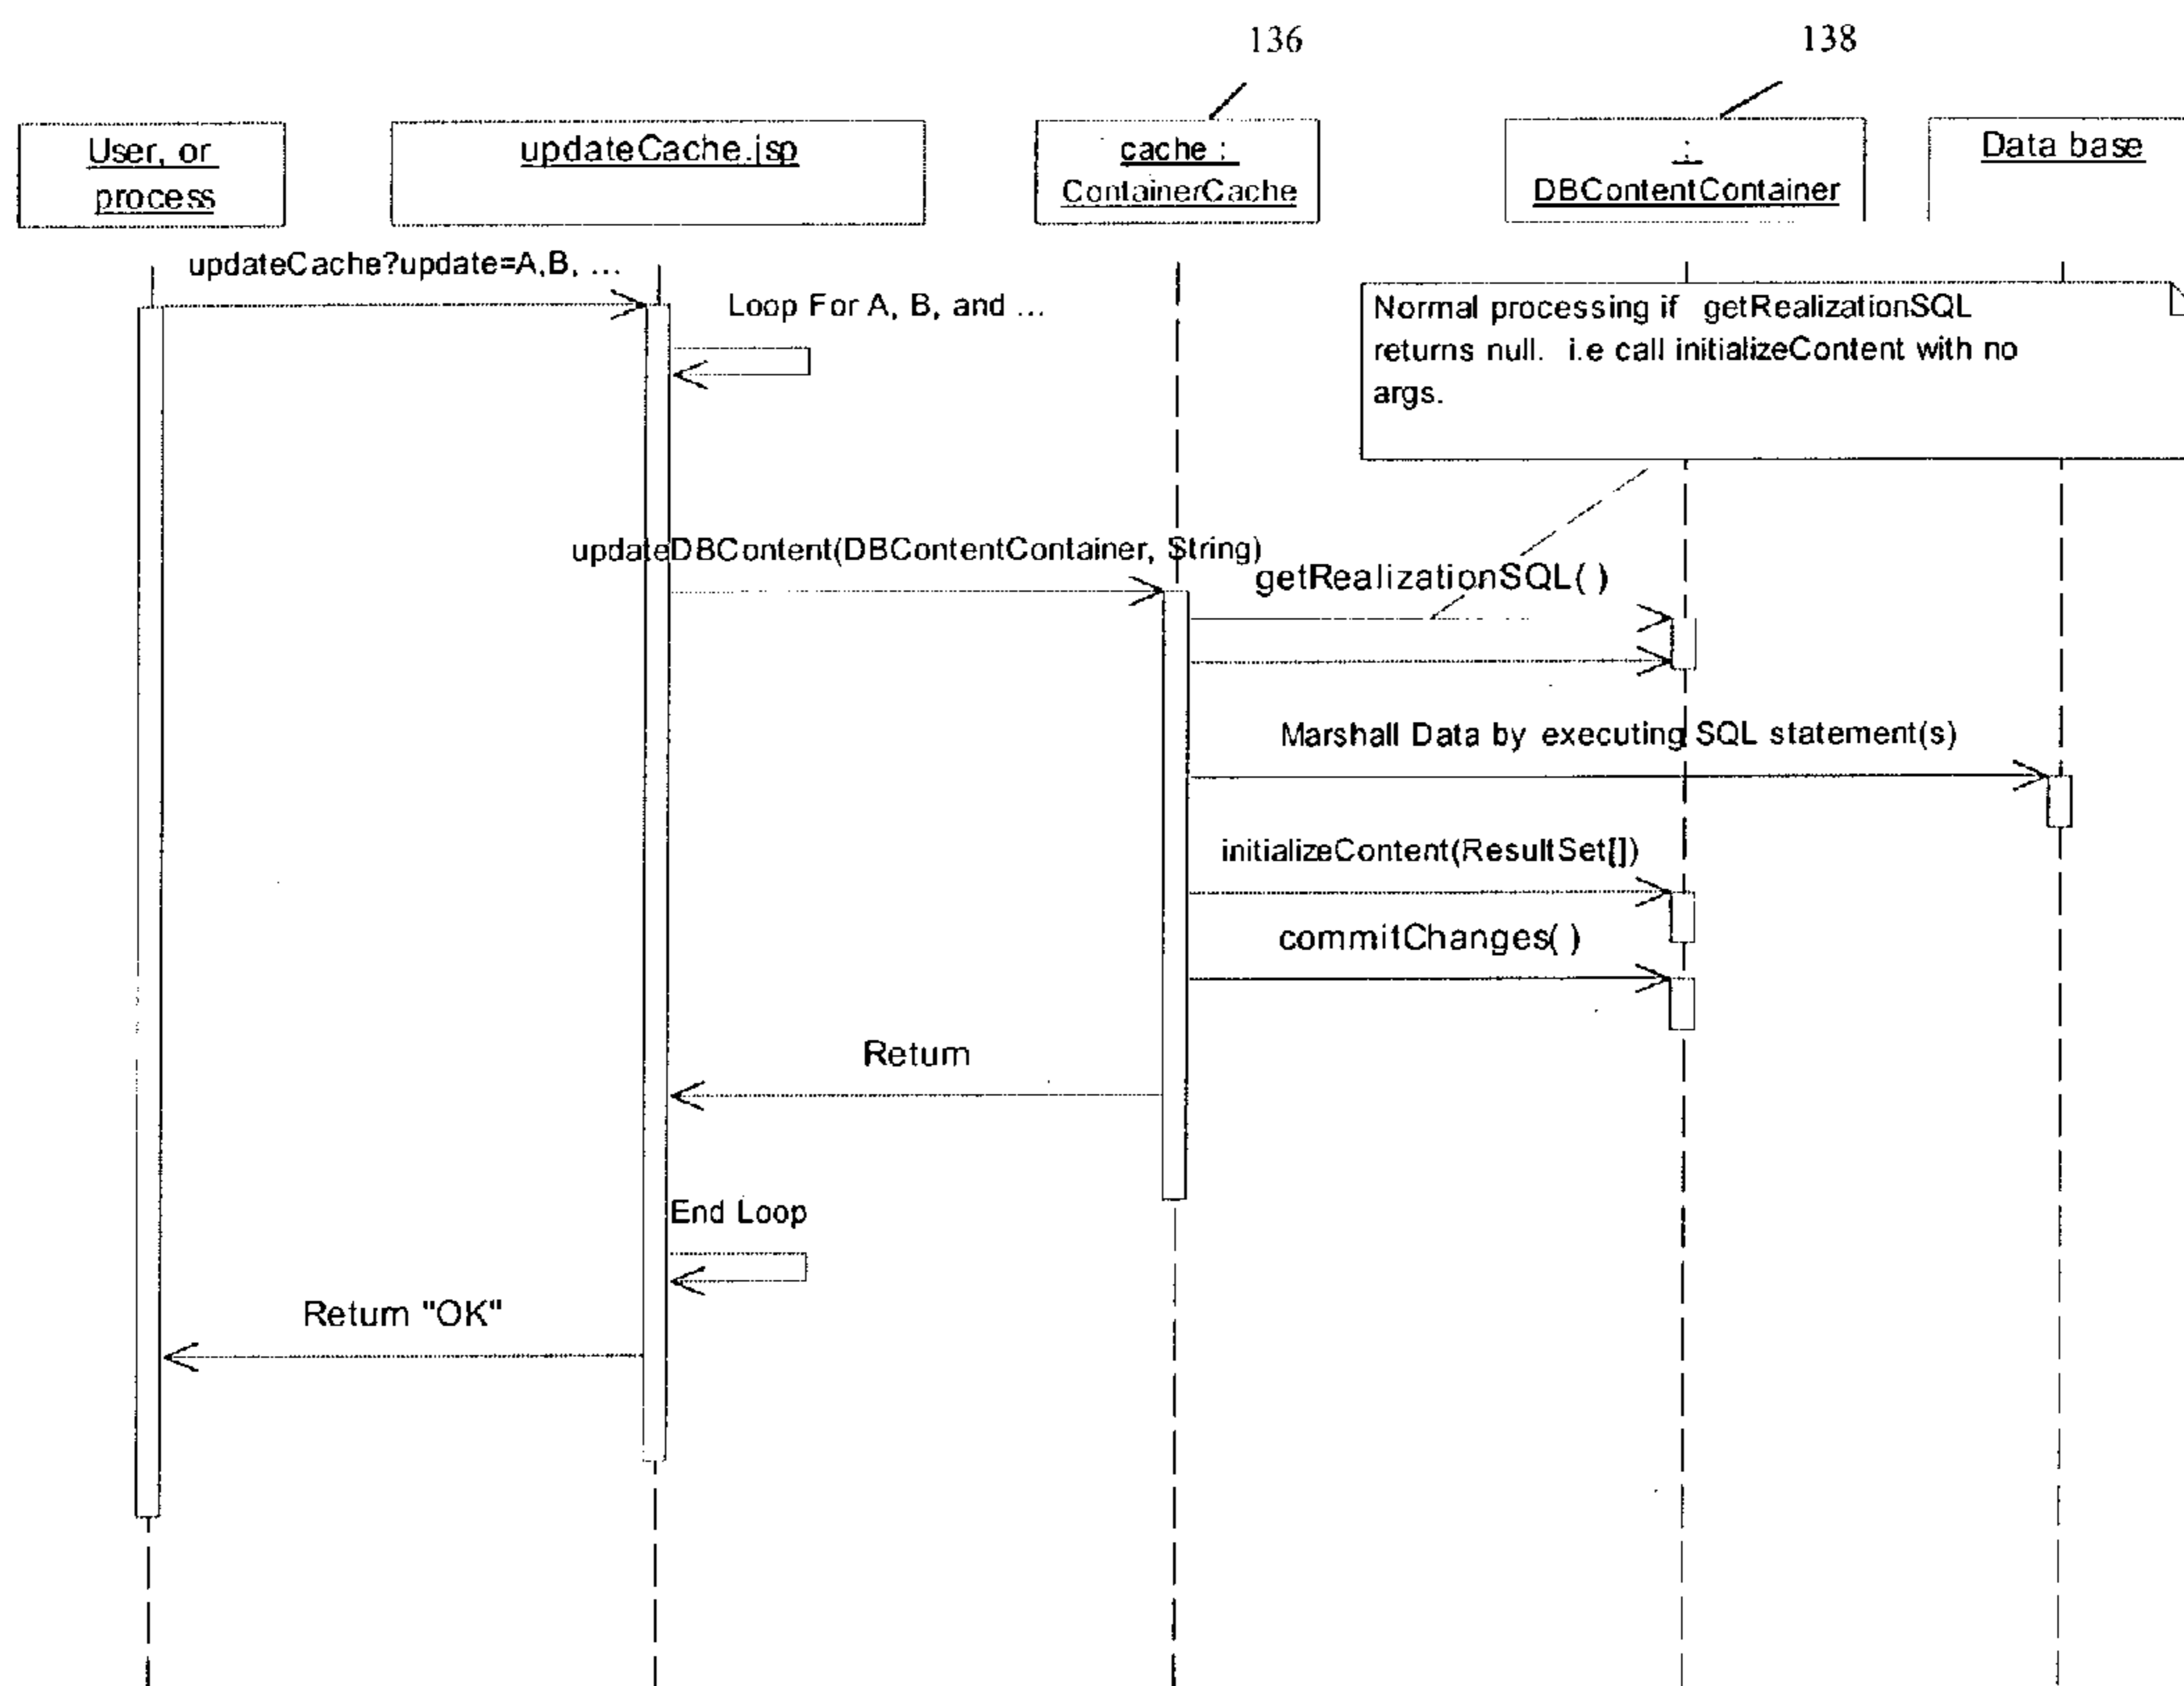 136
138
User, or
process
updateCache.jsp
cache :
ContainerCache
:
DBContentContainer
Data base
updateCache?update=A,B, ...
Loop For A, B, and ...
Normal processing if getRealizationSQL
returns null. i.e call initializeContent with no
args.
updateDBContent(DBContentContainer, String)
getRealizationSQL( )
Marshall Data by executing SQL statement(s)
initializeContent(ResultSet[])
commitChanges( )
Return
End Loop
Return "OK"